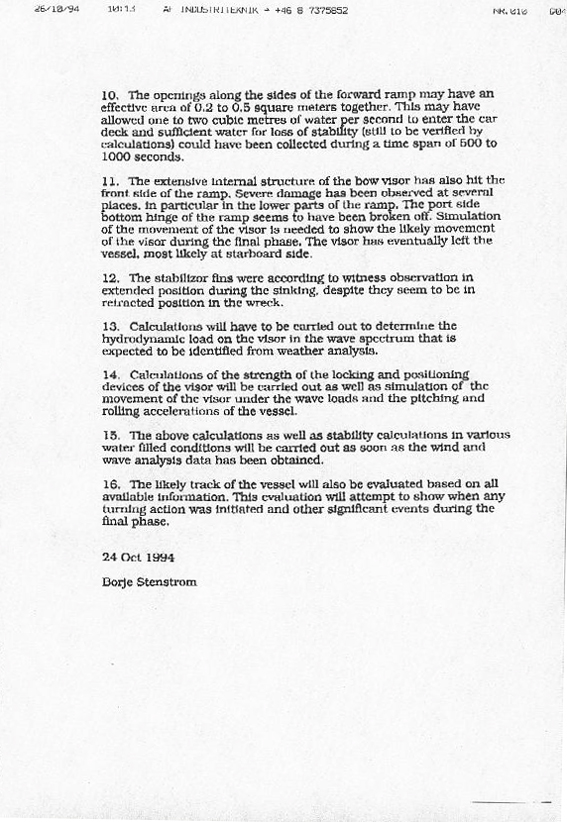 26/10/94 10:13 AF INDUSTRITEKNIK → +46 8 7375852 NR.010
10. The openings along the sides of the forward ramp may have an
effective area of 0.2 to 0.5 square meters together. This may have
allowed one to two cubic metres of water per second to enter the car
deck and sufficient water for loss of stability (still to be verified by
calculations) could have been collected during a time span of 500 to
1000 seconds.
11. The extensive internal structure of the bow visor has also hit the
front side of the ramp. Severe damage has been observed at several
places, in particular in the lower parts of the ramp. The port side
bottom hinge of the ramp seems to have been broken off. Simulation
of the movement of the visor is needed to show the likely movement
of the visor during the final phase. The visor has eventually left the
vessel, most likely at starboard side.
12. The stabilizor fins were according to witness observation in
extended position during the sinking, despite they seem to be in
retracted position in the wreck.
13. Calculations will have to be carried out to determine the
hydrodynamic load on the visor in the wave spectrum that is
expected to be identified from weather analysis.
14. Calculations of the strength of the locking and positioning
devices of the visor will be carried out as well as simulation of the
movement of the visor under the wave loads and the pitching and
rolling accelerations of the vessel.
15. The above calculations as well as stability calculations in various
water filled conditions will be carried out as soon as the wind and
wave analysis data has been obtained.
16. The likely track of the vessel will also be evaluated based on all
available information. This evaluation will attempt to show when any
turning action was initiated and other significant events during the
final phase.
24 Oct 1994
Borje Stenstrom